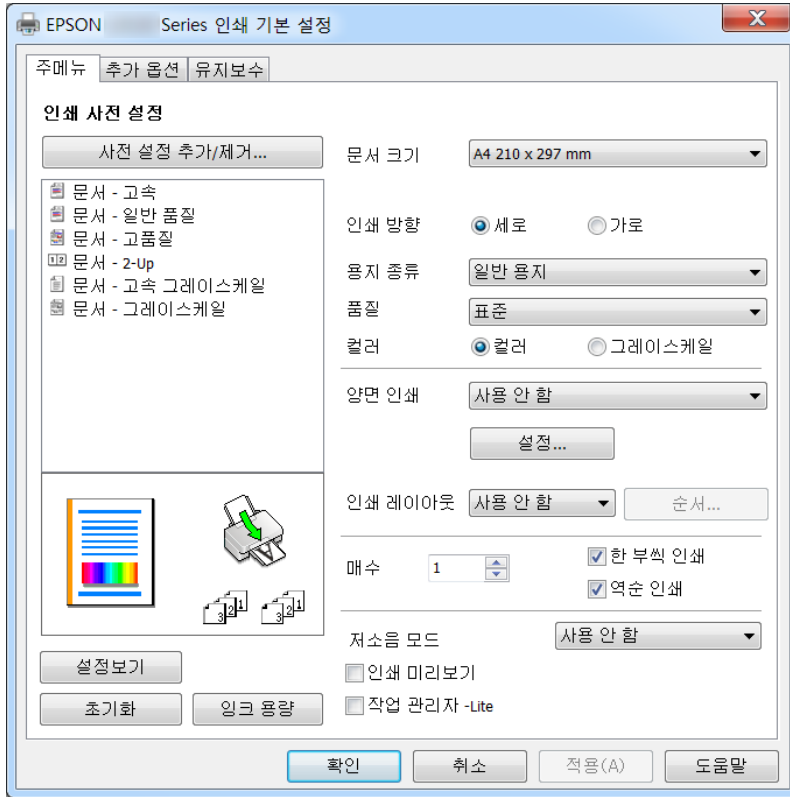 EPSON Series 인쇄 기본 설정
X
주메뉴 추가 옵션 유지보수
인쇄 사전 설정
사전 설정 추가/제거...
문서 - 고속
문서 - 일반 품질
문서 - 고품질
1 2 문서 - 2-Up
문서 - 고속 그레이스케일
문서 - 그레이스케일
3 2 1 3 2 1
설정보기
초기화 잉크 용량
문서 크기 A4 210 x 297 mm
인쇄 방향 세로 가로
용지 종류 일반 용지
품질 표준
컬러 컬러 그레이스케일
양면 인쇄 사용 안 함
설정...
인쇄 레이아웃 사용 안 함 순서...
매수 1 한 부씩 인쇄
역순 인쇄
저소음 모드 사용 안 함
인쇄 미리보기
작업 관리자 -Lite
확인 취소 적용(A) 도움말